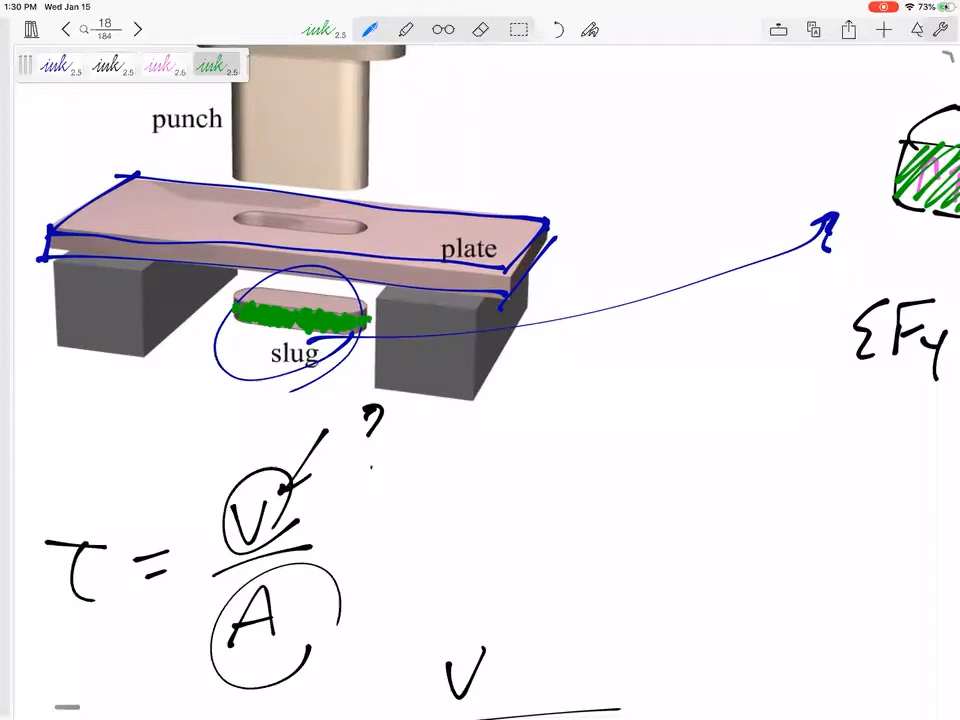 1:30 PM Wed Jan 15
73%
18
184
ink 2.5
ink 2.5 ink 2.5 ink 2.5 ink 2.5
punch
plate
slug
ΣFy
?
τ = V
A
V